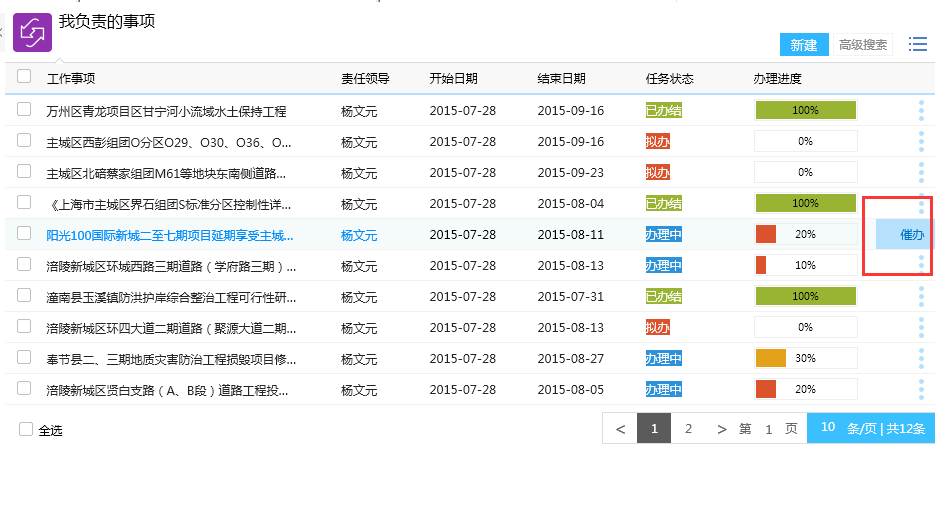 我负责的事项
新建 高级搜索
工作事项 责任领导 开始日期 结束日期 任务状态 办理进度
万州区青龙项目区甘宁河小流域水土保持工程 杨文元 2015-07-28 2015-09-16 已办结 100%
主城区西彭组团O分区O29、O30、O36、O... 杨文元 2015-07-28 2015-09-16 拟办 0%
主城区北碚蔡家组团M61等地块东南侧道路... 杨文元 2015-07-28 2015-09-23 拟办 0%
《上海市主城区界石组团S标准分区控制性详... 杨文元 2015-07-28 2015-08-04 已办结 100%
阳光100国际新城二至七期项目延期享受主城... 杨文元 2015-07-28 2015-08-11 办理中 20% 催办
涪陵新城区环城西路三期道路（学府路三期）... 杨文元 2015-07-28 2015-08-13 办理中 10%
潼南县玉溪镇防洪护岸综合整治工程可行性研... 杨文元 2015-07-28 2015-07-31 已办结 100%
涪陵新城区环四大道二期道路（聚源大道二期... 杨文元 2015-07-28 2015-08-13 拟办 0%
奉节县二、三期地质灾害防治工程损毁项目修... 杨文元 2015-07-28 2015-08-27 办理中 30%
涪陵新城区贤白支路（A、B段）道路工程投... 杨文元 2015-07-28 2015-08-05 办理中 20%
全选 < 1 2 > 第 1 页 10 条/页 | 共12条